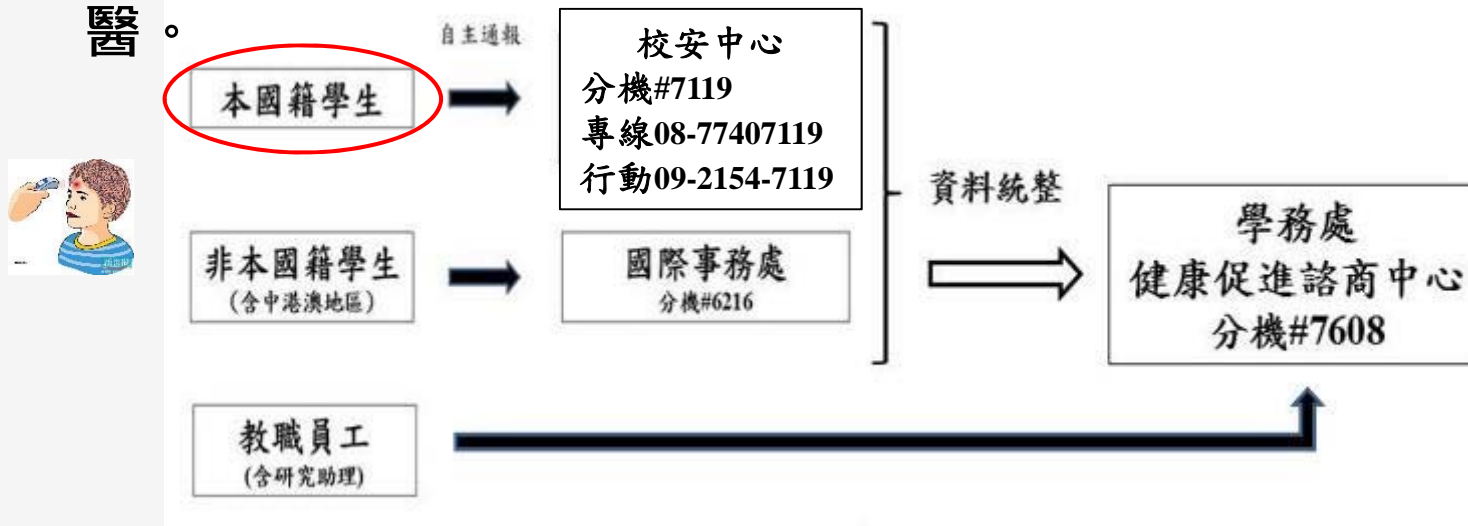 醫。
自主通報
本國籍學生
校安中心
分機#7119
專線08-77407119
行動09-2154-7119
資料統整
非本國籍學生
(含中港澳地區)
國際事務處
分機#6216
學務處
健康促進諮商中心
分機#7608
教職員工
(含研究助理)